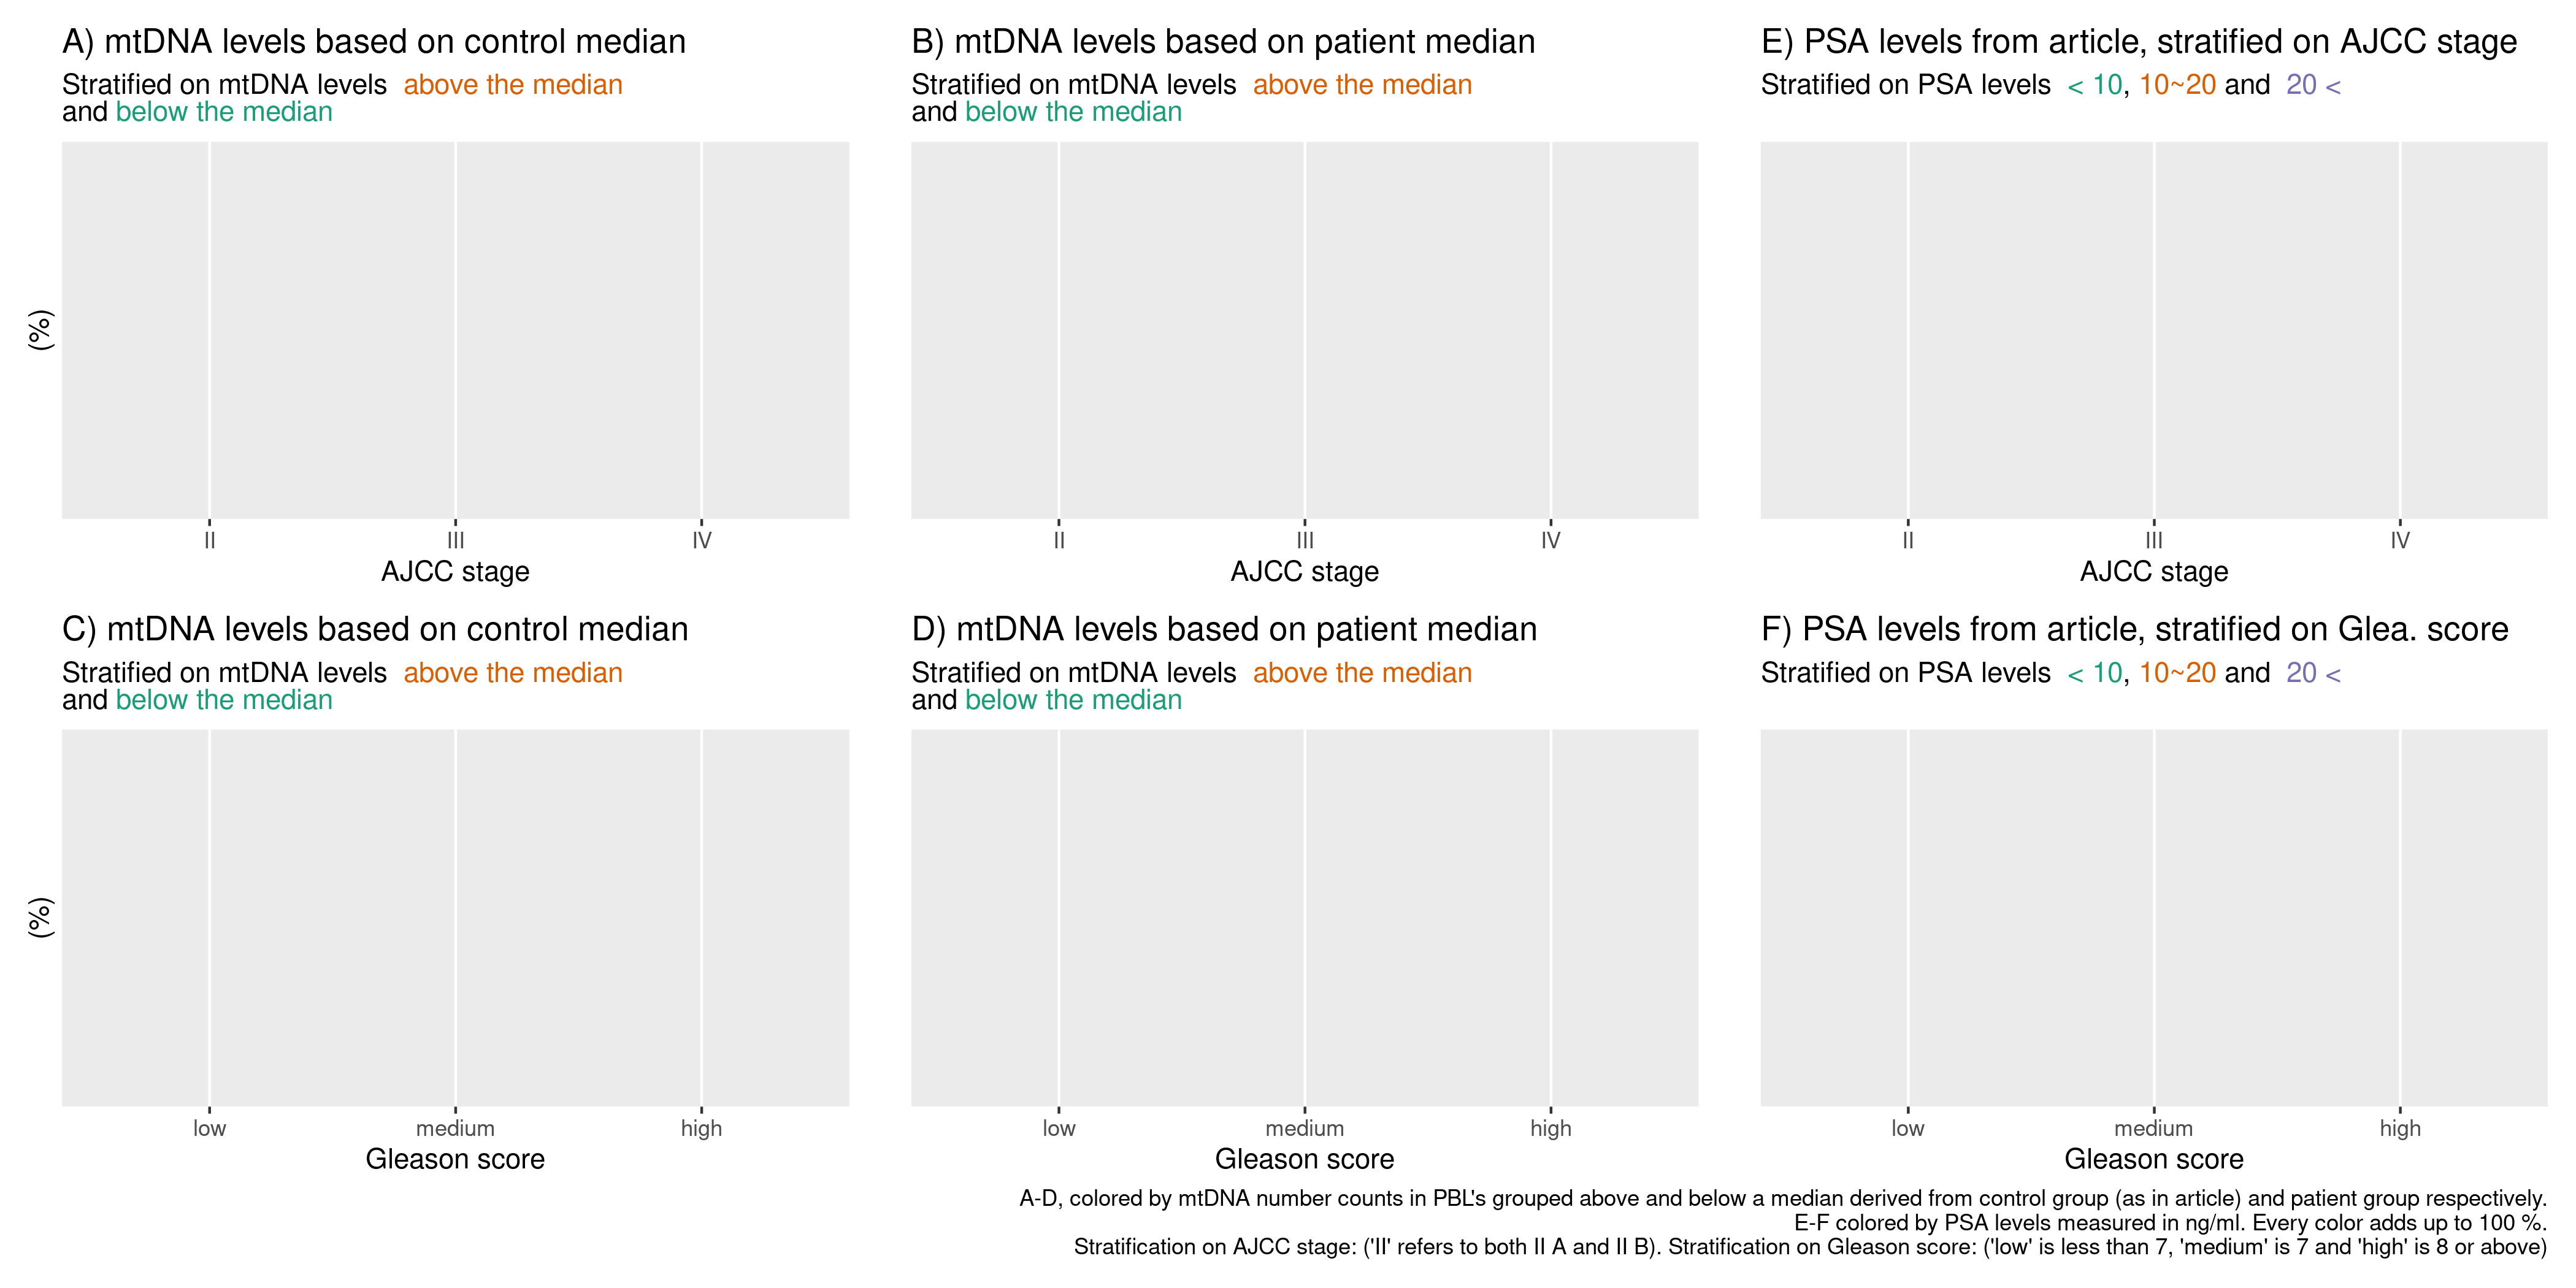 A) mtDNA levels based on control median
Stratified on mtDNA levels above the median
and below the median
(%)
II III IV
AJCC stage
B) mtDNA levels based on patient median
Stratified on mtDNA levels above the median
and below the median
II III IV
AJCC stage
E) PSA levels from article, stratified on AJCC stage
Stratified on PSA levels < 10, 10~20 and 20 <
II III IV
AJCC stage
C) mtDNA levels based on control median
Stratified on mtDNA levels above the median
and below the median
(%)
low medium high
Gleason score
D) mtDNA levels based on patient median
Stratified on mtDNA levels above the median
and below the median
low medium high
Gleason score
F) PSA levels from article, stratified on Glea. score
Stratified on PSA levels < 10, 10~20 and 20 <
low medium high
Gleason score
A-D, colored by mtDNA number counts in PBL's grouped above and below a median derived from control group (as in article) and patient group respectively.
E-F colored by PSA levels measured in ng/ml. Every color adds up to 100 %.
Stratification on AJCC stage: ('II' refers to both II A and II B). Stratification on Gleason score: ('low' is less than 7, 'medium' is 7 and 'high' is 8 or above)